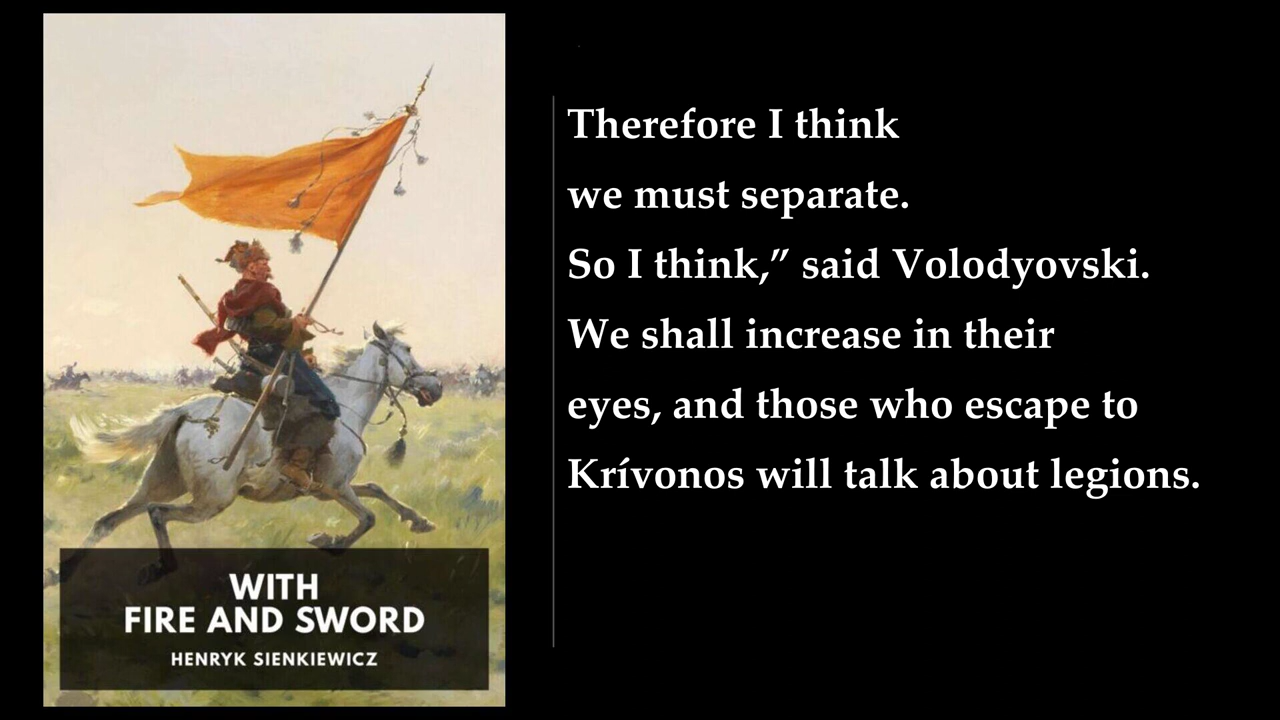 Therefore I think
we must separate.
So I think,” said Volodyovski.
We shall increase in their
eyes, and those who escape to
Krívonos will talk about legions.
WITH
FIRE AND SWORD
HENRYK SIENKIEWICZ